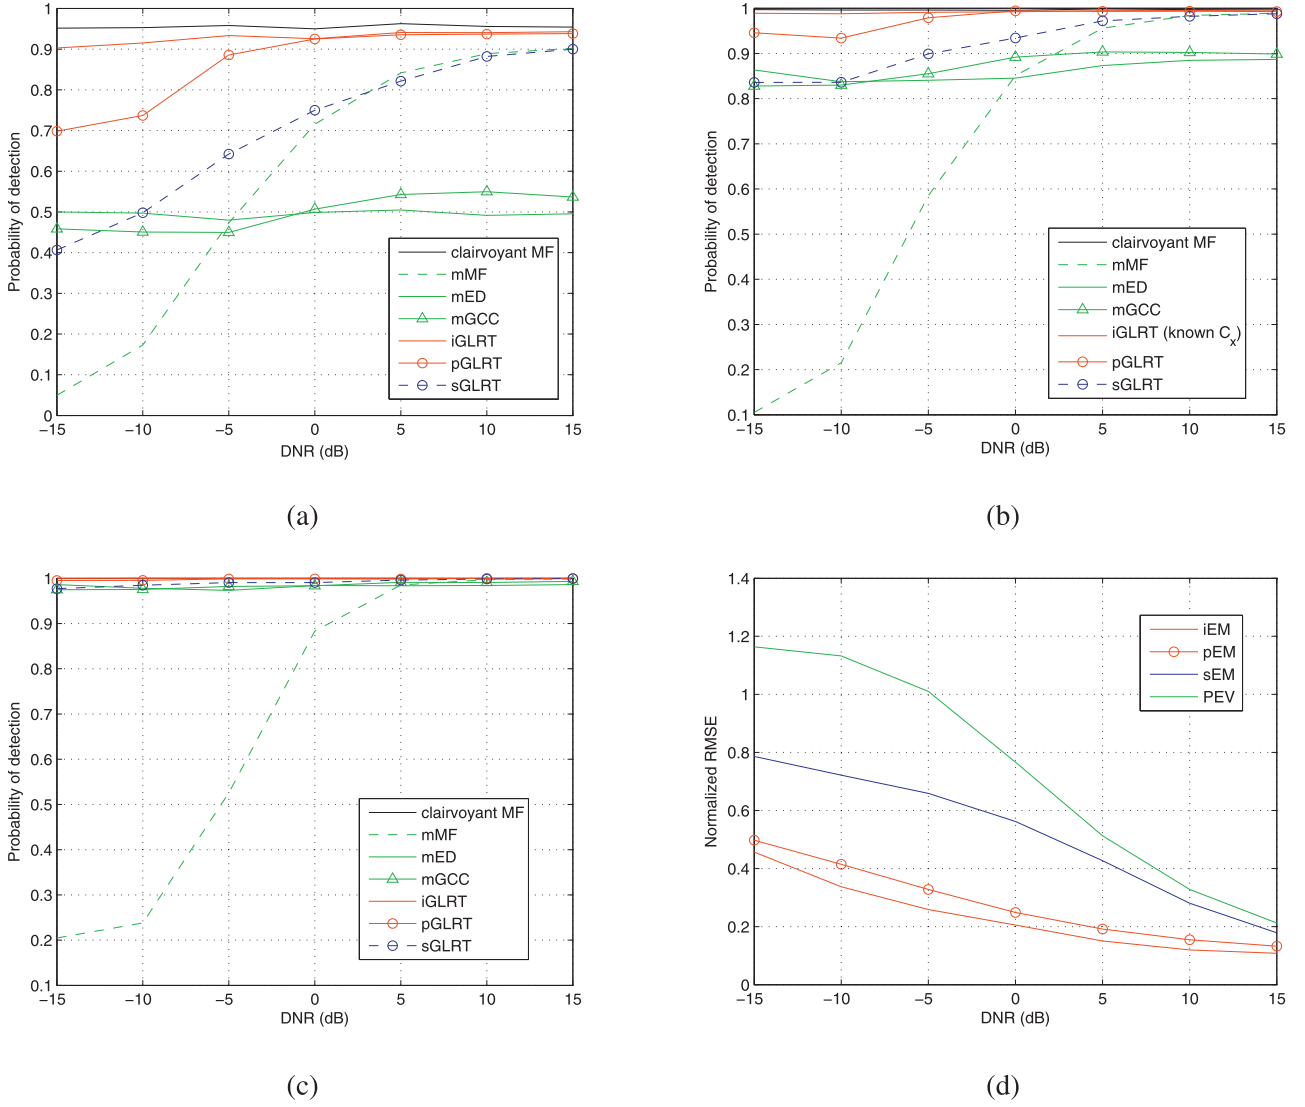 1
0.9
0.8
0.7
0.6
0.5
0.4
0.3
0.2
0.1
0
Probability of detection
−15 −10 −5 0 5 10 15
DNR (dB)
clairvoyant MF
mMF
mED
mGCC
iGLRT
pGLRT
sGLRT
(a)
1
0.9
0.8
0.7
0.6
0.5
0.4
0.3
0.2
0.1
Probability of detection
−15 −10 −5 0 5 10 15
DNR (dB)
clairvoyant MF
mMF
mED
mGCC
iGLRT (known Cx)
pGLRT
sGLRT
(b)
1
0.9
0.8
0.7
0.6
0.5
0.4
0.3
0.2
0.1
Probability of detection
−15 −10 −5 0 5 10 15
DNR (dB)
clairvoyant MF
mMF
mED
mGCC
iGLRT
pGLRT
sGLRT
(c)
1.4
1.2
1
0.8
0.6
0.4
0.2
0
Normalized RMSE
−15 −10 −5 0 5 10 15
DNR (dB)
iEM
pEM
sEM
PEV
(d)